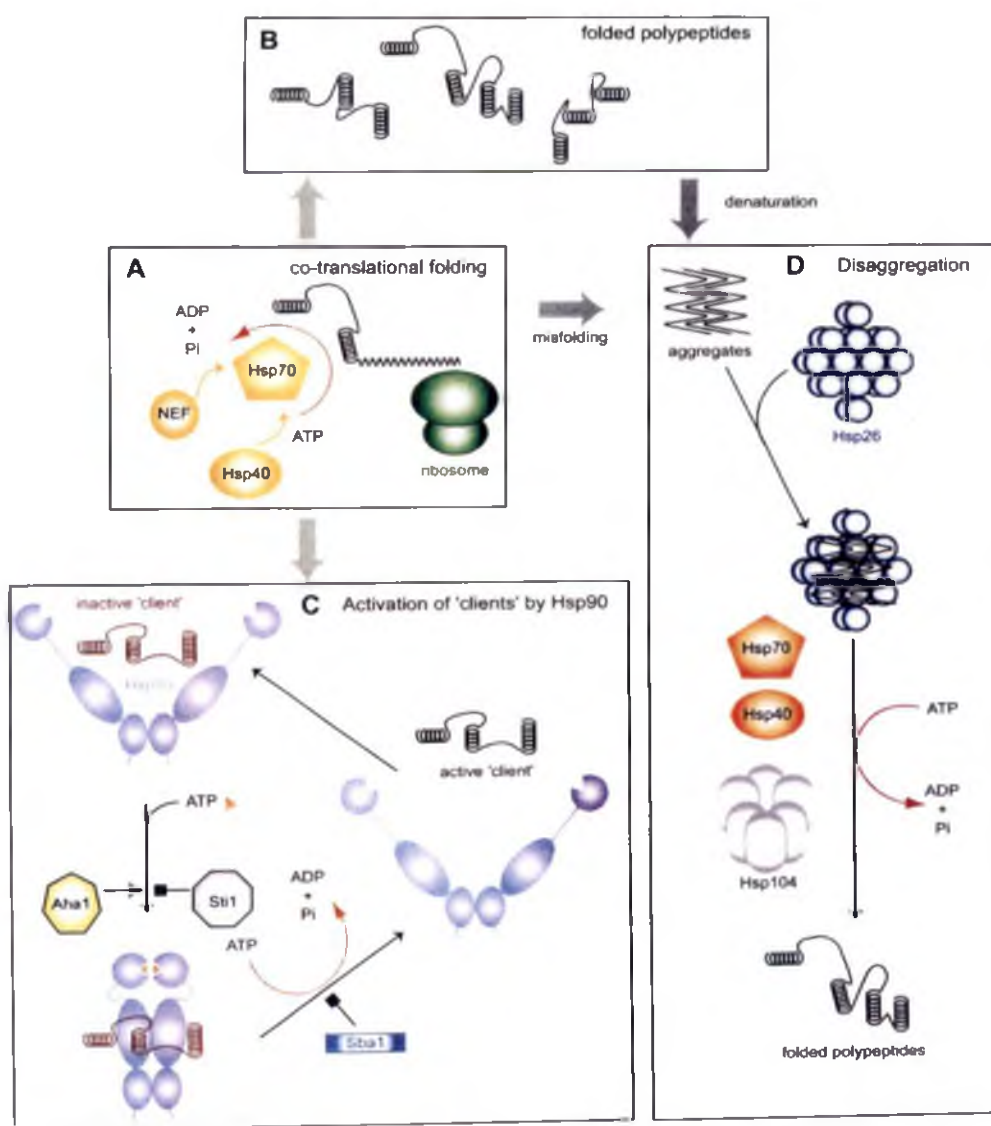 B
folded polypeptides
denaturation
A
co-translational folding
ADP
+
Pi
Hsp70
NEF
ATP
Hsp40
ribosome
misfolding
D Disaggregation
aggregates
Hsp26
Hsp70
Hsp40
ATP
ADP
+
Pi
Hsp104
folded polypeptides
C Activation of 'clients' by Hsp90
inactive 'client'
Hsp90
active 'client'
ATP
Aha1
Sti1
ADP
+
Pi
ATP
Sba1